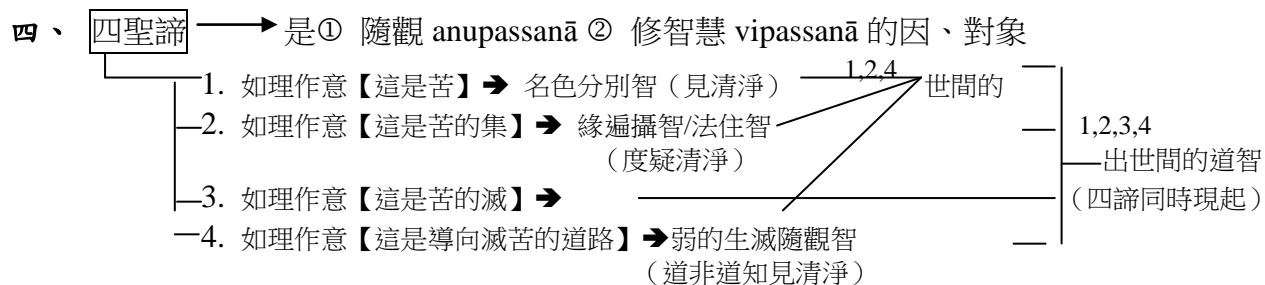 四、 四聖諦 是① 隨觀 anupassanā ② 修智慧 vipassanā 的因、對象
1. 如理作意【這是苦】➔ 名色分別智（見清淨） 1,2,4 世間的
2. 如理作意【這是苦的集】➔ 緣遍攝智/法住智 1,2,3,4
（度疑清淨） 出世間的道智
3. 如理作意【這是苦的滅】➔ （四諦同時現起）
4. 如理作意【這是導向滅苦的道路】➔弱的生滅隨觀智
（道非道知見清淨）